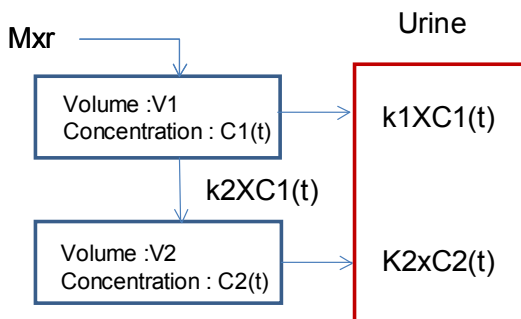 Urine
Mxr
Volume :V1
Concentration : C1(t)
k1XC1(t)
k2XC1(t)
Volume :V2
Concentration : C2(t)
K2xC2(t)